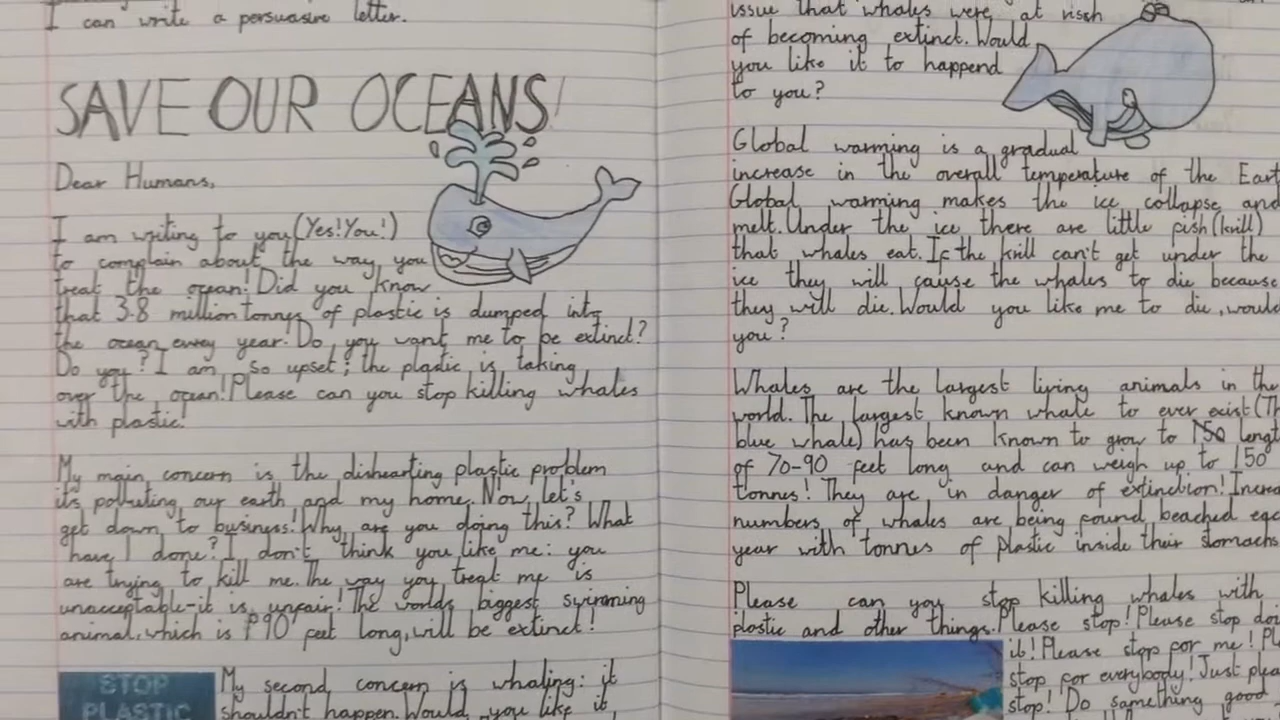 I can write a persuasive letter.
SAVE OUR OCEANS!
Dear Humans,
I am writing to you (Yes! You!)
to complain about the way you
treat the ocean! Did you know
that 3.8 million tonnes of plastic is dumped into
the ocean every year. Do you want me to be extinct?
Do you? I am so upset; the plastic is taking
over the ocean! Please can you stop killing whales
with plastic!
My main concern is the dishearting plastic problem
its polluting our earth and my home. Now, let's
get down to business! Why are you doing this? What
have I done? I don't think you like me: you
are trying to kill me. The way you treat me is
unacceptable-it is unfair! The worlds biggest swimming
animal, which is 90 feet long, will be extinct!
STOP
PLASTIC
My second concern is whaling: it
shouldn't happen. Would you like it
issue that whales were at risch
of becoming extinct. Would
you like it to happend
to you?
Global warming is a gradual
increase in the overall temperature of the Eart
Global warming makes the ice collapse and
melt. Under the ice there are little fish (krill)
that whales eat. If the krill can't get under the
ice they will cause the whales to die because
they will die. Would you like me to die, would
you?
Whales are the largest living animals in the
world. The largest known whale to ever exist (Th
blue whale) has been known to grow to 150 lengt
of 70-90 feet long and can weigh up to 150
tonnes! They are in danger of extinction! Increa
numbers of whales are being found beached eac
year with tonnes of plastic inside their stomachs
Please can you stop killing whales with
plastic and other things. Please stop! Please stop doi
it! Please stop for me! Pl
stop for everybody! Just plea
stop! Do something good